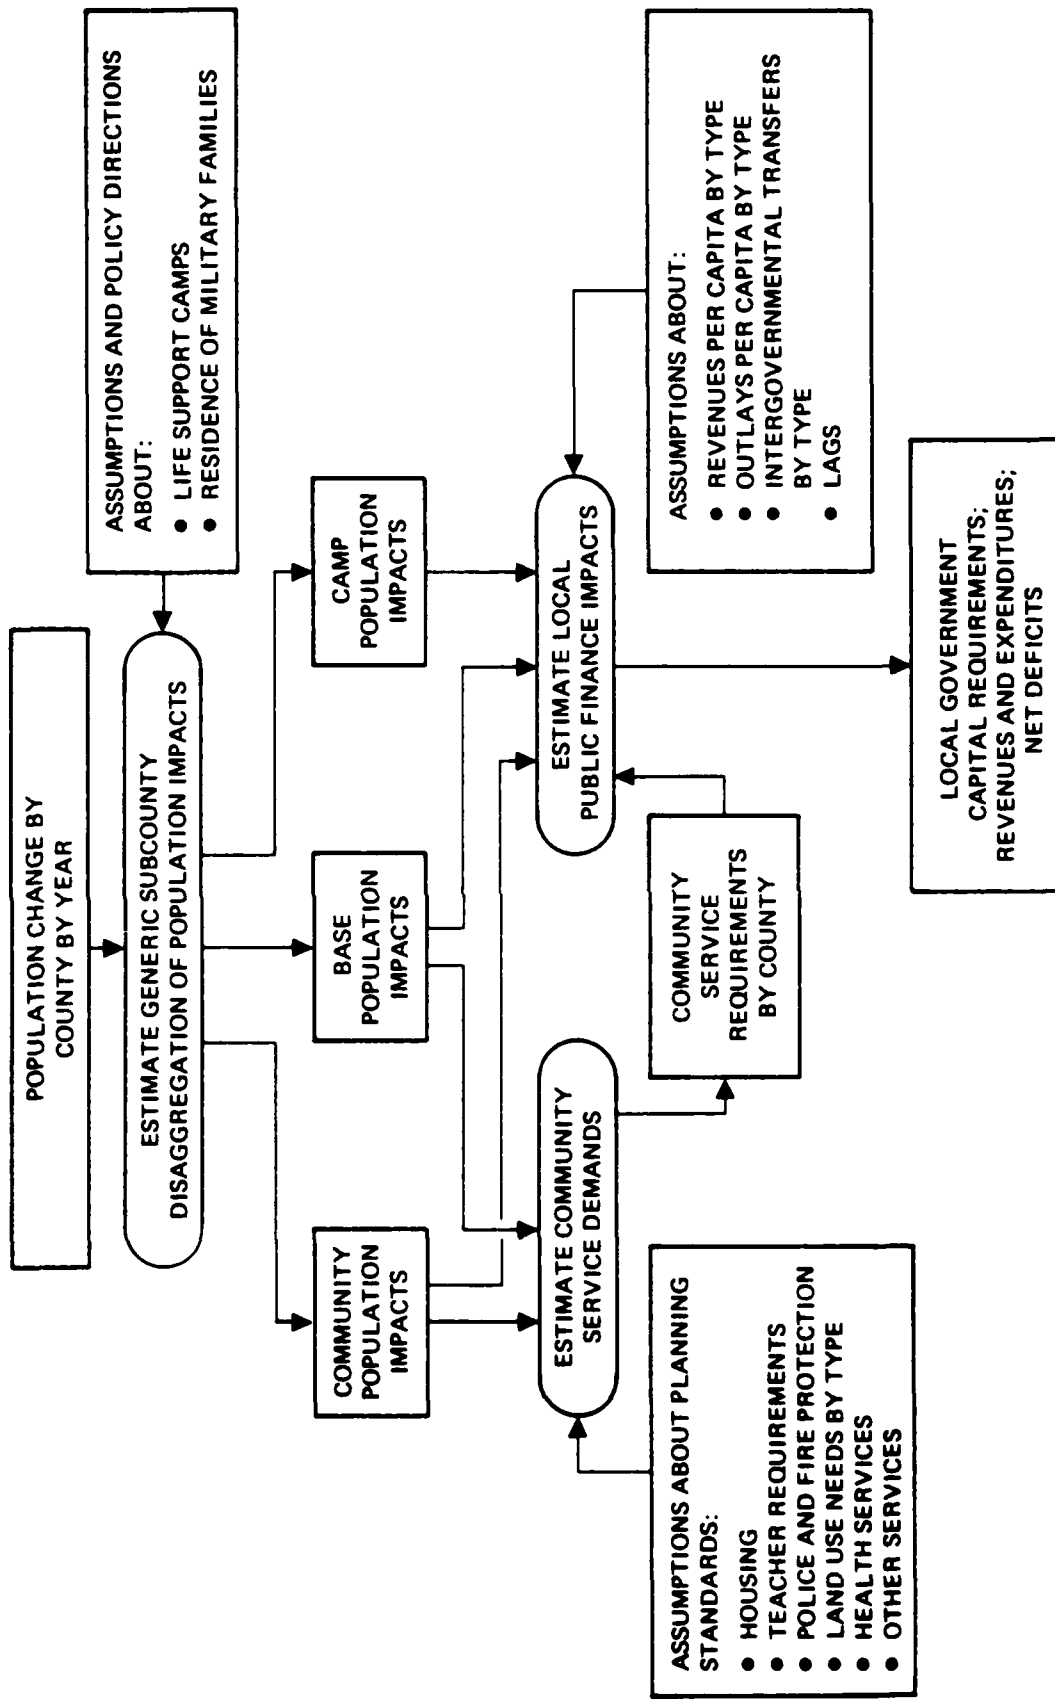 POPULATION CHANGE BY
COUNTY BY YEAR
ASSUMPTIONS AND POLICY DIRECTIONS
ABOUT:
● LIFE SUPPORT CAMPS
● RESIDENCE OF MILITARY FAMILIES
ESTIMATE GENERIC SUBCOUNTY
DISAGGREGATION OF POPULATION IMPACTS
COMMUNITY
POPULATION
IMPACTS
BASE
POPULATION
IMPACTS
CAMP
POPULATION
IMPACTS
ESTIMATE COMMUNITY
SERVICE DEMANDS
ESTIMATE LOCAL
PUBLIC FINANCE IMPACTS
ASSUMPTIONS ABOUT PLANNING
STANDARDS:
● HOUSING
● TEACHER REQUIREMENTS
● POLICE AND FIRE PROTECTION
● LAND USE NEEDS BY TYPE
● HEALTH SERVICES
● OTHER SERVICES
COMMUNITY
SERVICE
REQUIREMENTS
BY COUNTY
ASSUMPTIONS ABOUT:
● REVENUES PER CAPITA BY TYPE
● OUTLAYS PER CAPITA BY TYPE
● INTERGOVERNMENTAL TRANSFERS
BY TYPE
● LAGS
LOCAL GOVERNMENT
CAPITAL REQUIREMENTS;
REVENUES AND EXPENDITURES;
NET DEFICITS